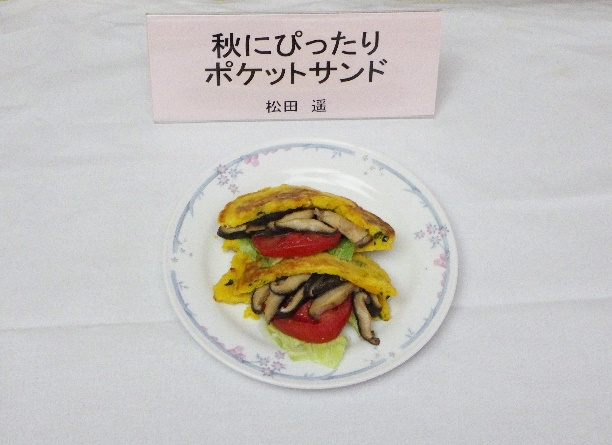 秋にぴったり
ポケットサンド
松田 遥